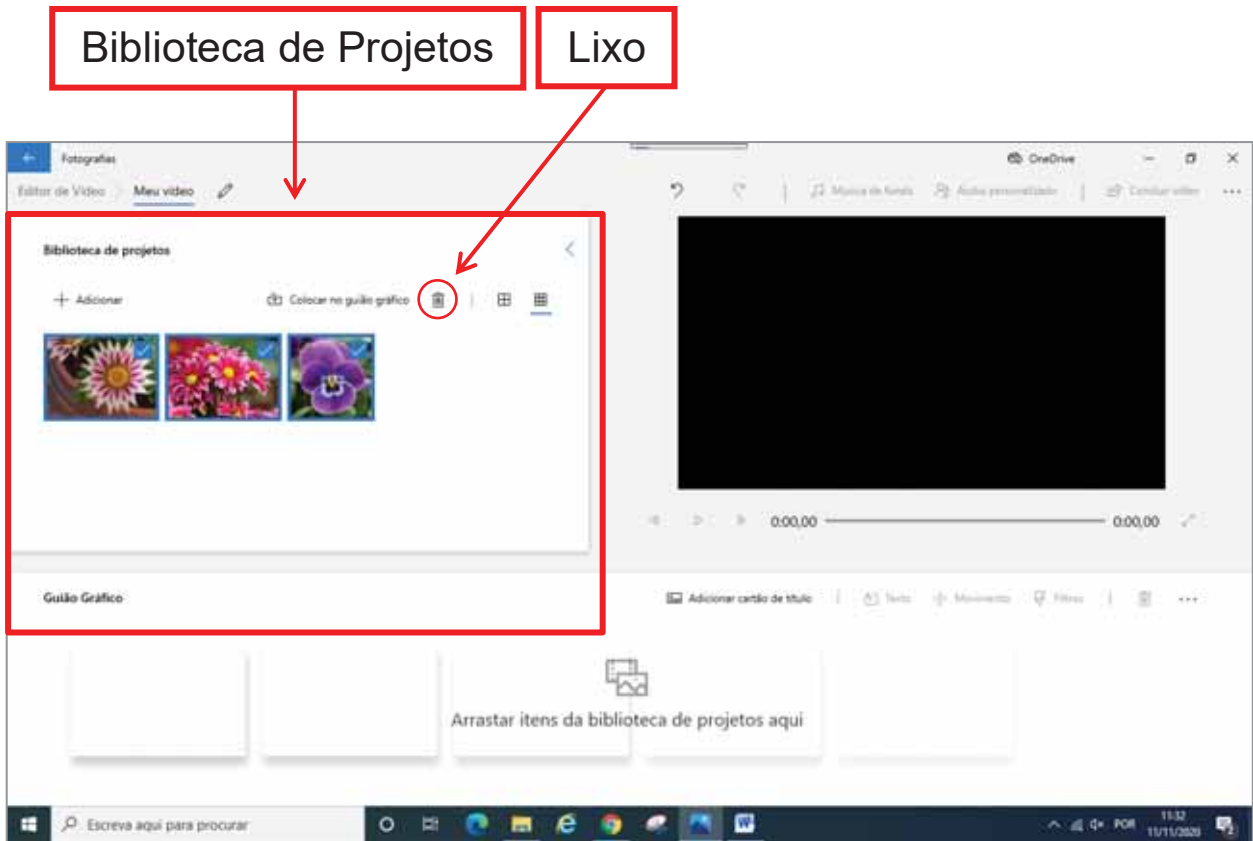 Biblioteca de Projetos
Lixo
Fotografias
OneDrive
Editor de Vídeo
Meu vídeo
Música de fundo
Áudio personalizado
Concluir vídeo
Biblioteca de projetos
Adicionar
Colocar no guião gráfico
0:00,00
0:00,00
Guião Gráfico
Adicionar cartão de título
Texto
Movimento
Filtros
Arrastar itens da biblioteca de projetos aqui
Escreva aqui para procurar
POR
11:32
11/11/2020
2